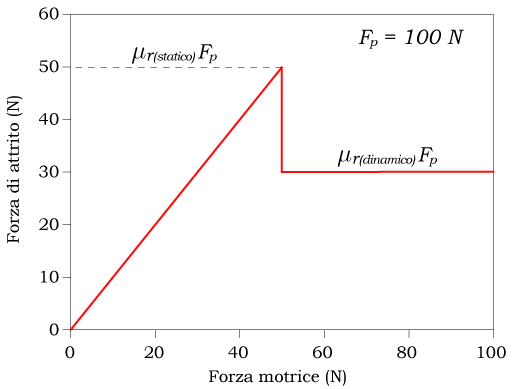 60
F_p = 100 N
μ_r(statico)F_p
50
40
μ_r(dinamico)F_p
30
20
10
0
0 20 40 60 80 100
Forza di attrito (N)
Forza motrice (N)